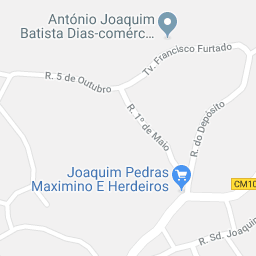 António Joaquim
Batista Dias-comérc...
Tv. Francisco Furtado
R. 5 de Outubro
R. 1º de Maio
R. do Depósito
Joaquim Pedras
Maximino E Herdeiros
CM10
R. Sd. Joaquim